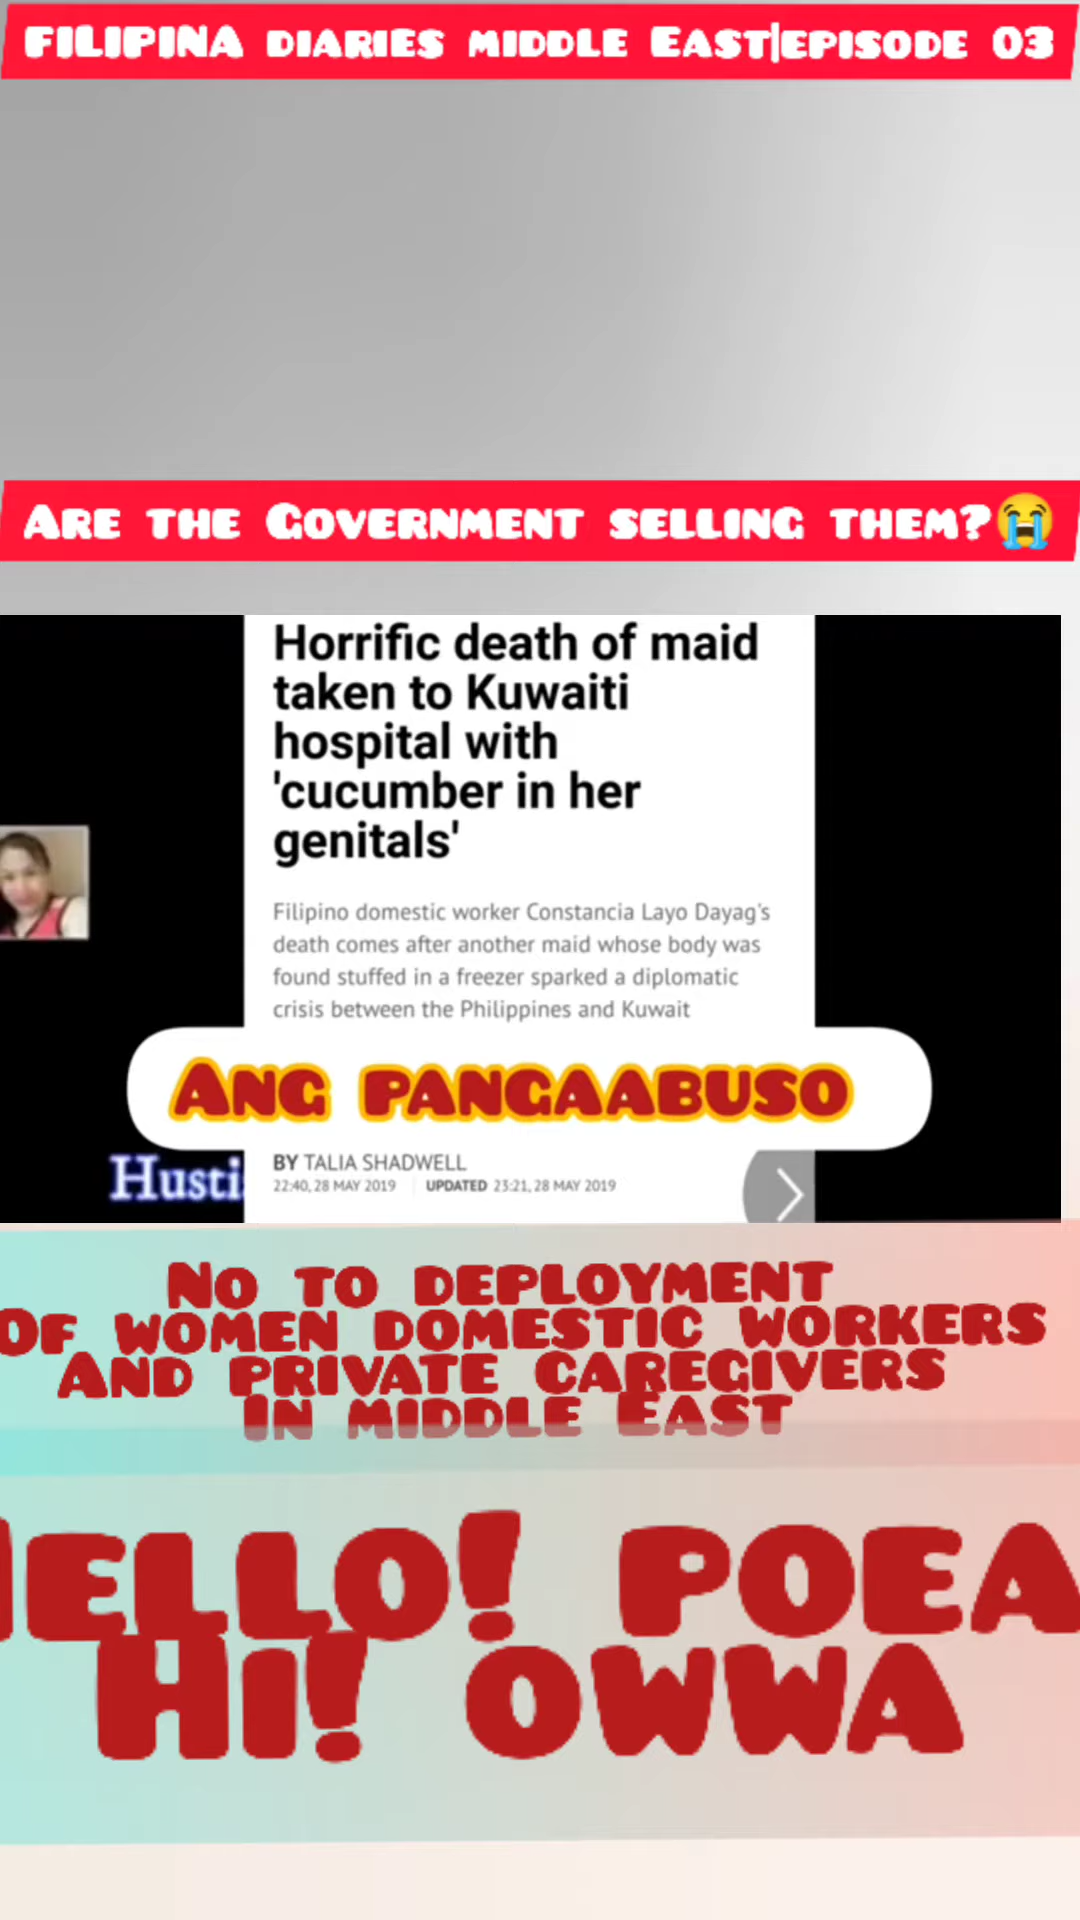 FILIPINA DIARIES MIDDLE EAST|EPISODE 03
ARE THE GOVERNMENT SELLING THEM?😭
Horrific death of maid
taken to Kuwaiti
hospital with
'cucumber in her
genitals'
Filipino domestic worker Constancia Layo Dayag's
death comes after another maid whose body was
found stuffed in a freezer sparked a diplomatic
crisis between the Philippines and Kuwait
ANG PANGAABUSO
Husti
BY TALIA SHADWELL
22:40, 28 MAY 2019 UPDATED 23:21, 28 MAY 2019
NO TO DEPLOYMENT
OF WOMEN DOMESTIC WORKERS
AND PRIVATE CAREGIVERS
IN MIDDLE EAST
ELLO! POEA
HI! OWWA